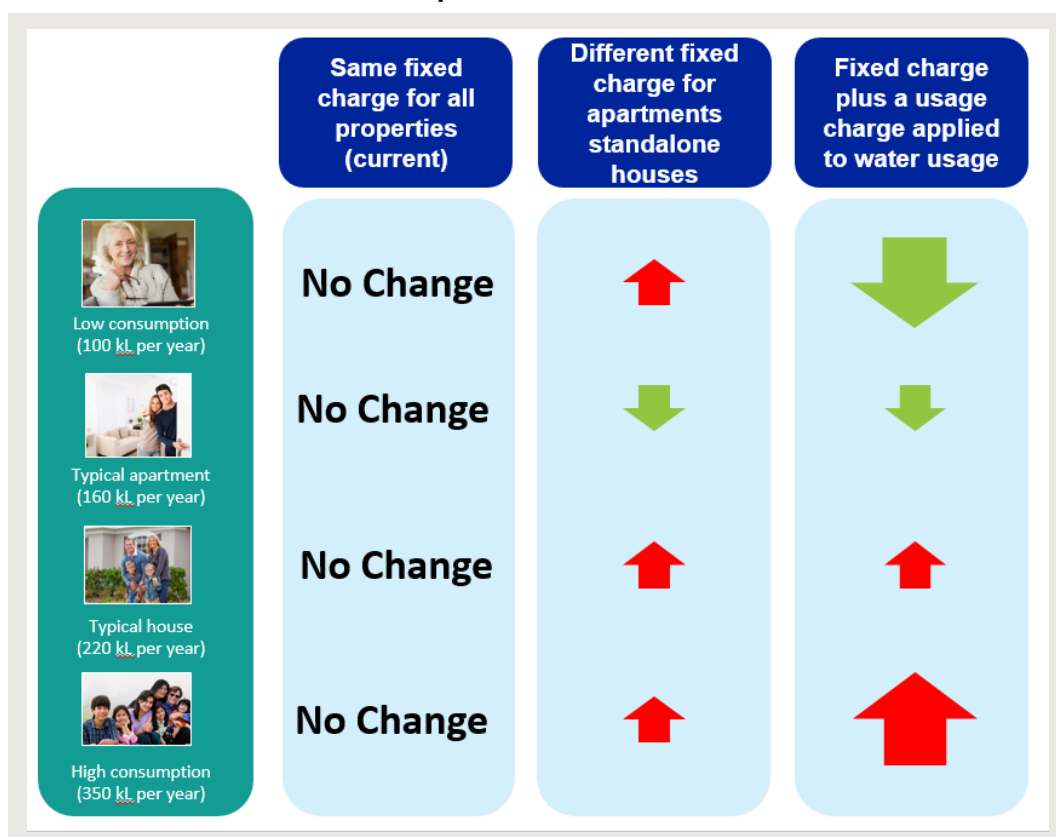 Same fixed
charge for all
properties
(current)
Different fixed
charge for
apartments
standalone
houses
Fixed charge
plus a usage
charge applied
to water usage
Low consumption
(100 kL per year)
No Change
Typical apartment
(160 kL per year)
No Change
Typical house
(220 kL per year)
No Change
High consumption
(350 kL per year)
No Change